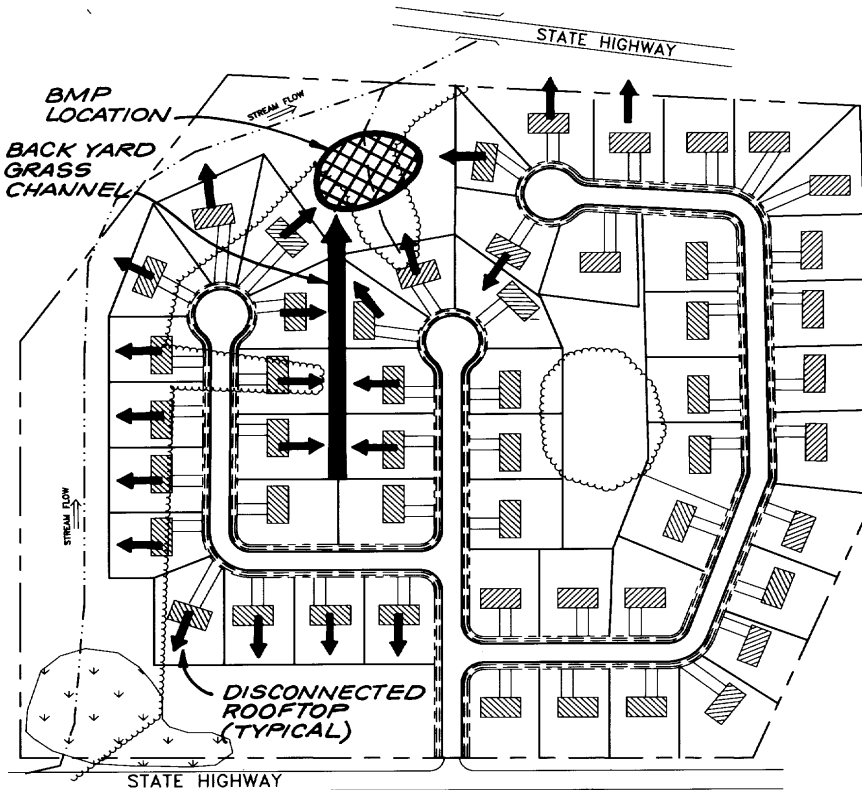 STATE HIGHWAY
BMP
LOCATION
STREAM FLOW
BACK YARD
GRASS
CHANNEL
STREAM FLOW
DISCONNECTED
ROOFTOP
(TYPICAL)
STATE HIGHWAY